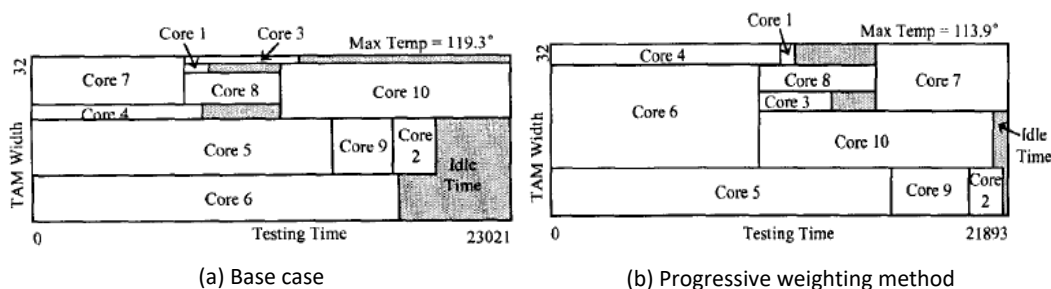 Core 1
Core 3
Max Temp = 119.3°
32
Core 7
Core 8
Core 10
Core 4
TAM Width
Core 5
Core 9
Core
2
Idle
Time
Core 6
0
Testing Time
23021
(a) Base case
Core 1
Max Temp = 113.9°
32
Core 4
Core 8
Core 7
Core 6
Core 3
TAM Width
Core 10
Idle
Time
Core 5
Core 9
Core
2
0
Testing Time
21893
(b) Progressive weighting method